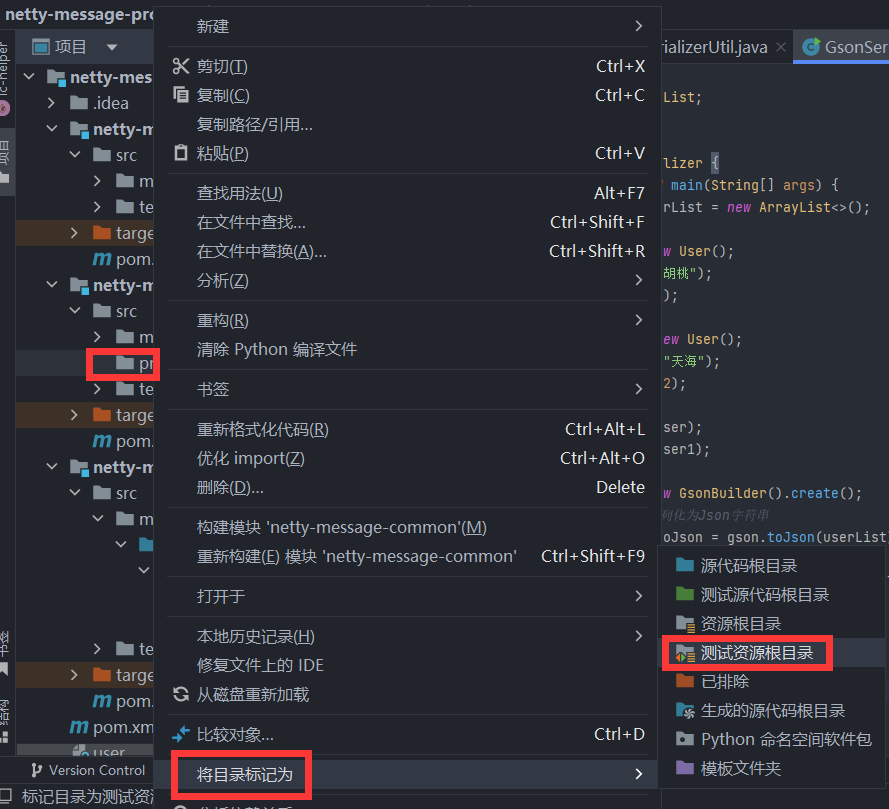 netty-message-pro
项目
netty-mes
.idea
netty-m
src
m
te
targe
pom.
netty-m
src
m
pr
te
targe
pom.
netty-m
src
m
te
targe
pom.
pom.xm
user
Version Control
标记目录为测试资
lc-helper
项目
书签
结构
新建
剪切(T) Ctrl+X
复制(C) Ctrl+C
复制路径/引用...
粘贴(P) Ctrl+V
查找用法(U) Alt+F7
在文件中查找... Ctrl+Shift+F
在文件中替换(A)... Ctrl+Shift+R
分析(Z)
重构(R)
清除 Python 编译文件
书签
重新格式化代码(R) Ctrl+Alt+L
优化 import(Z) Ctrl+Alt+O
删除(D)... Delete
构建模块 'netty-message-common'(M)
重新构建(E) 模块 'netty-message-common' Ctrl+Shift+F9
打开于
本地历史记录(H)
修复文件上的 IDE
从磁盘重新加载
比较对象... Ctrl+D
将目录标记为
rializerUtil.java
GsonSer
List;
lizer {
main(String[] args) {
rList = new ArrayList<>();
w User();
胡桃");
);
ew User();
"天海");
2);
ser);
ser1);
w GsonBuilder().create();
列化为Json字符串
oJson = gson.toJson(userList
源代码根目录
测试源代码根目录
资源根目录
测试资源根目录
已排除
生成的源代码根目录
Python 命名空间软件包
模板文件夹